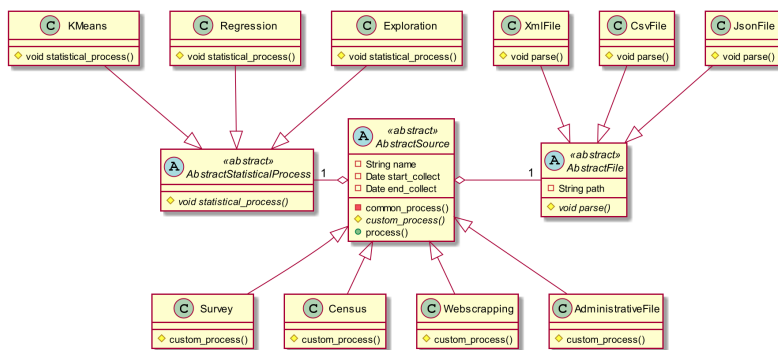 C KMeans
void statistical_process()
C Regression
void statistical_process()
C Exploration
void statistical_process()
C XmlFile
void parse()
C CsvFile
void parse()
C JsonFile
void parse()
A «abstract»
AbstractStatisticalProcess
void statistical_process()
1
A «abstract»
AbstractSource
String name
Date start_collect
Date end_collect
common_process()
custom_process()
process()
1
A «abstract»
AbstractFile
String path
void parse()
C Survey
custom_process()
C Census
custom_process()
C Webscrapping
custom_process()
C AdministrativeFile
custom_process()